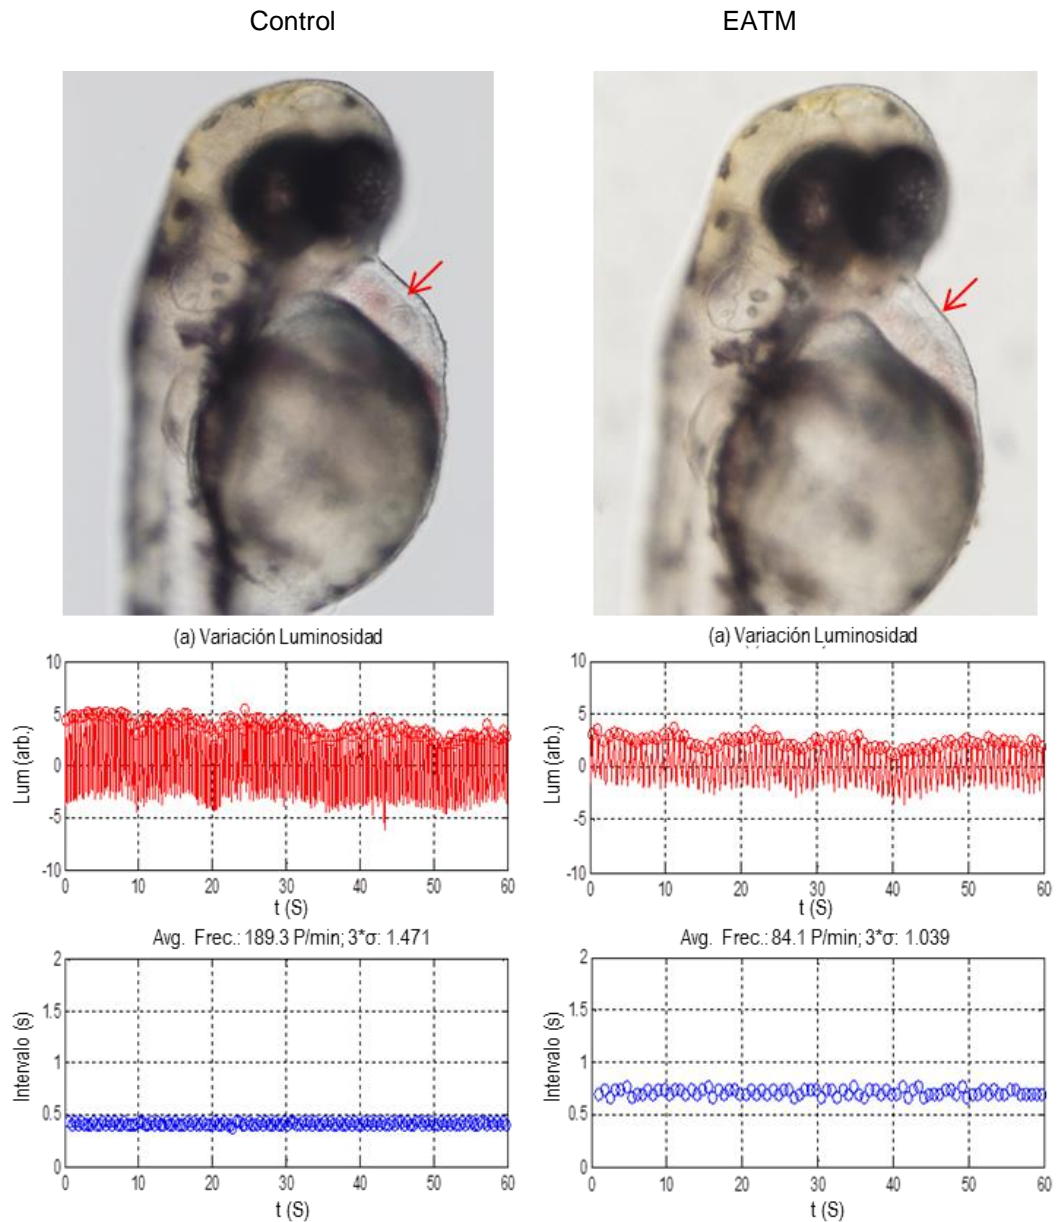 Control
EATM
(a) Variación Luminosidad
10
5
0
-5
-10
Lum (arb.)
0 10 20 30 40 50 60
t (S)
(a) Variación Luminosidad
10
5
0
-5
-10
Lum (arb.)
0 10 20 30 40 50 60
t (S)
Avg. Frec.: 189.3 P/min; 3*σ: 1.471
2
1.5
1
0.5
0
Intervalo (s)
0 10 20 30 40 50 60
t (S)
Avg. Frec.: 84.1 P/min; 3*σ: 1.039
2
1.5
1
0.5
0
Intervalo (s)
0 10 20 30 40 50 60
t (S)